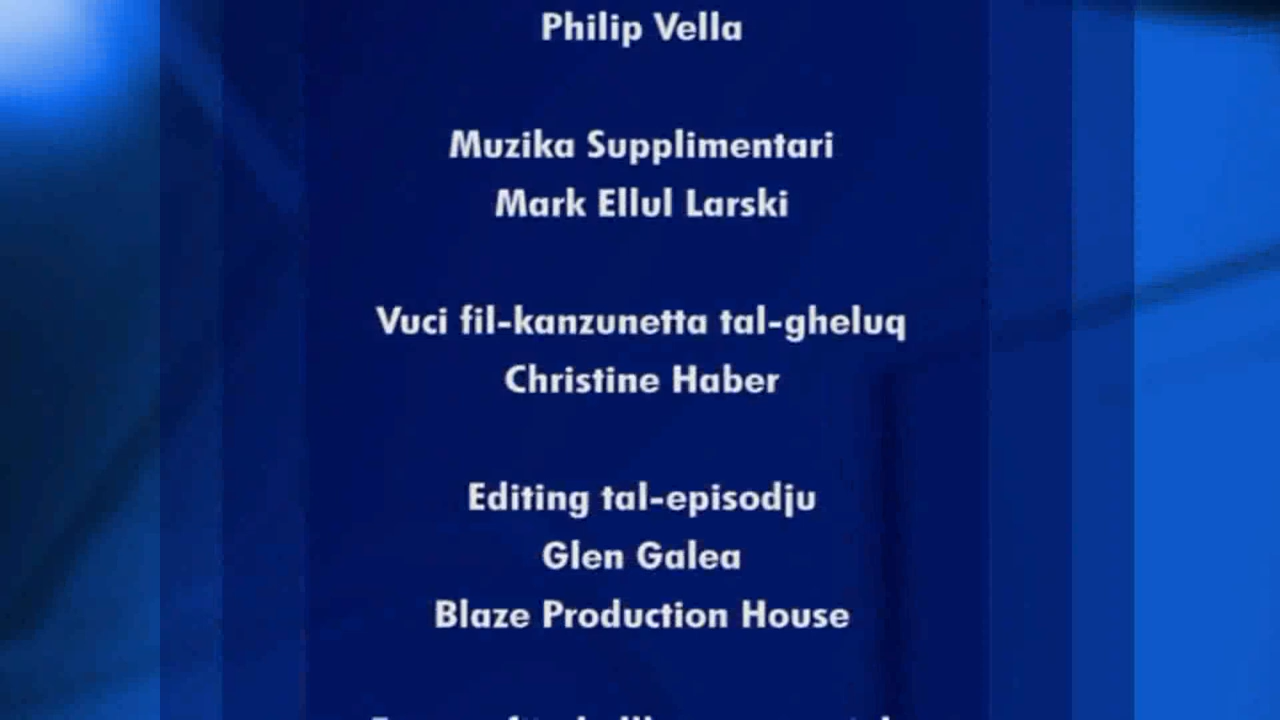 Philip Vella
Muzika Supplimentari
Mark Ellul Larski
Vuci fil-kanzunetta tal-gheluq
Christine Haber
Editing tal-episodju
Glen Galea
Blaze Production House